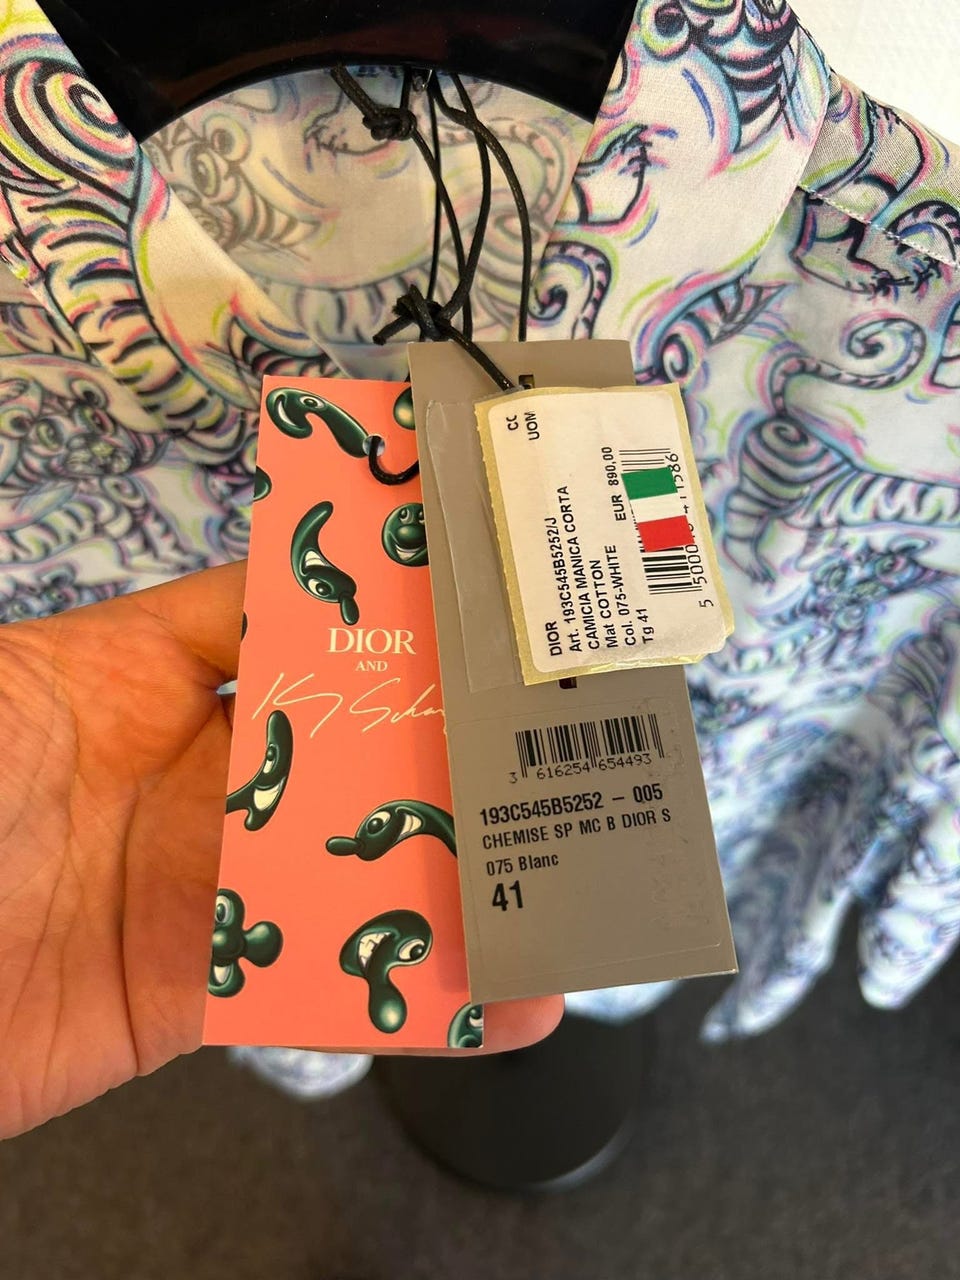 DIOR
AND
CC
UOM
DIOR
Art. 193C545B5252/J
CAMICIA MANICA CORTA
Mat COTTON
EUR 890,00
Col. 075-WHITE
Tg 41
3 616254 654493
193C545B5252 - 005
CHEMISE SP MC B DIOR S
075 Blanc
41